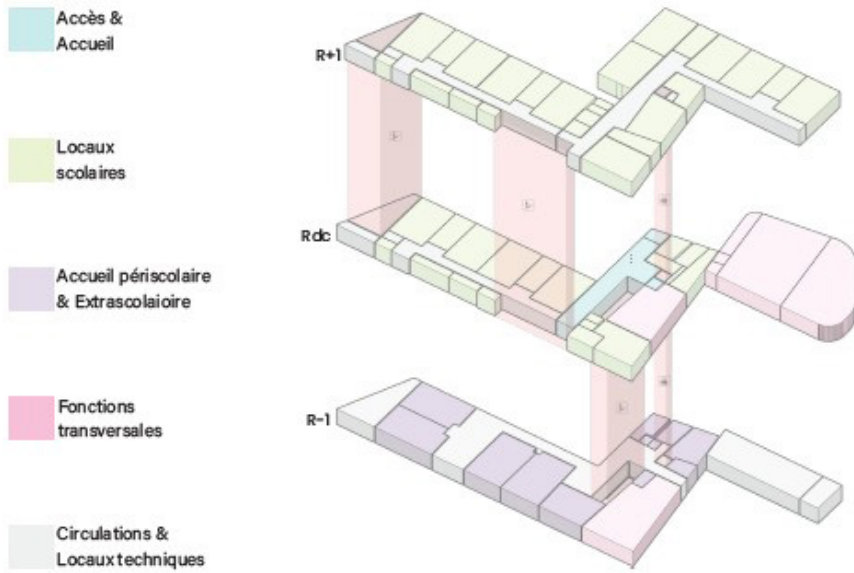 Accès &
Accueil
Locaux
scolaires
Accueil périscolaire
& Extrascolaioire
Fonctions
transversales
Circulations &
Locaux techniques
R+1
Rdc
R-1